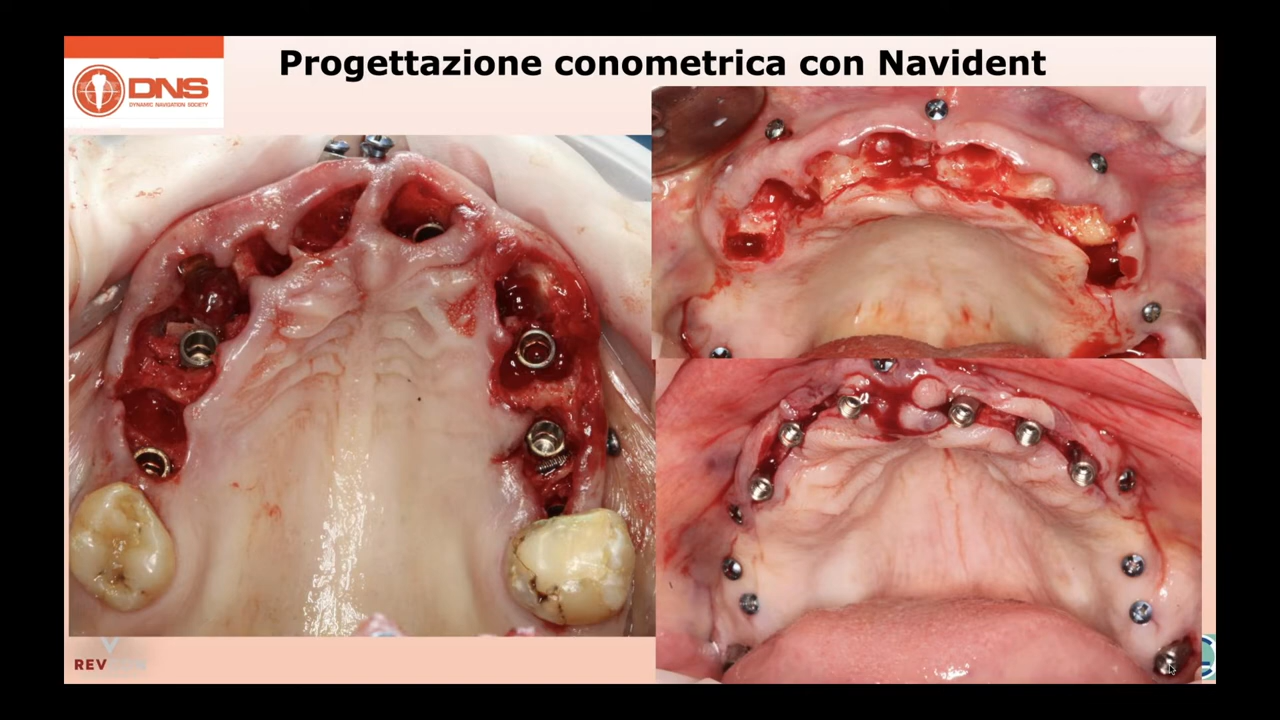 Progettazione conometrica con Navident
DNS
DYNAMIC NAVIGATION SOCIETY
REV